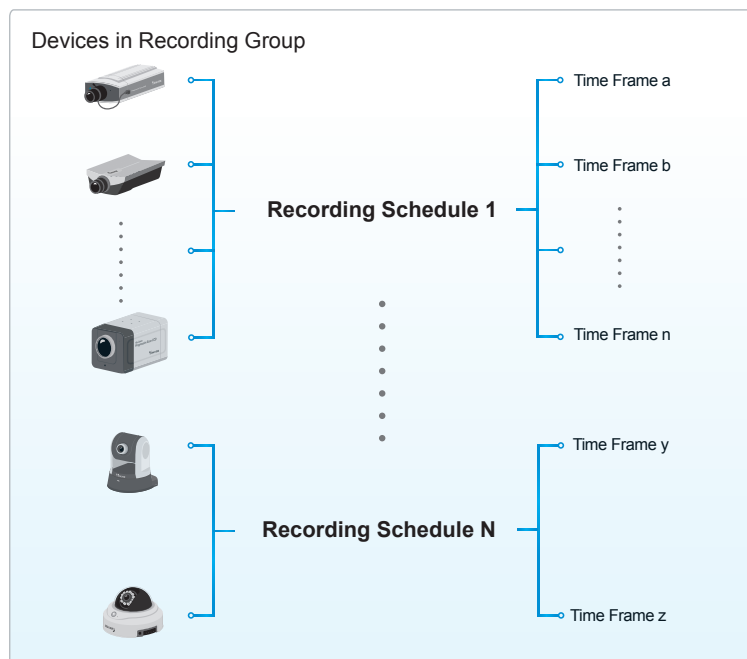 Devices in Recording Group
Time Frame a
Time Frame b
Recording Schedule 1
Time Frame n
Time Frame y
Recording Schedule N
Time Frame z